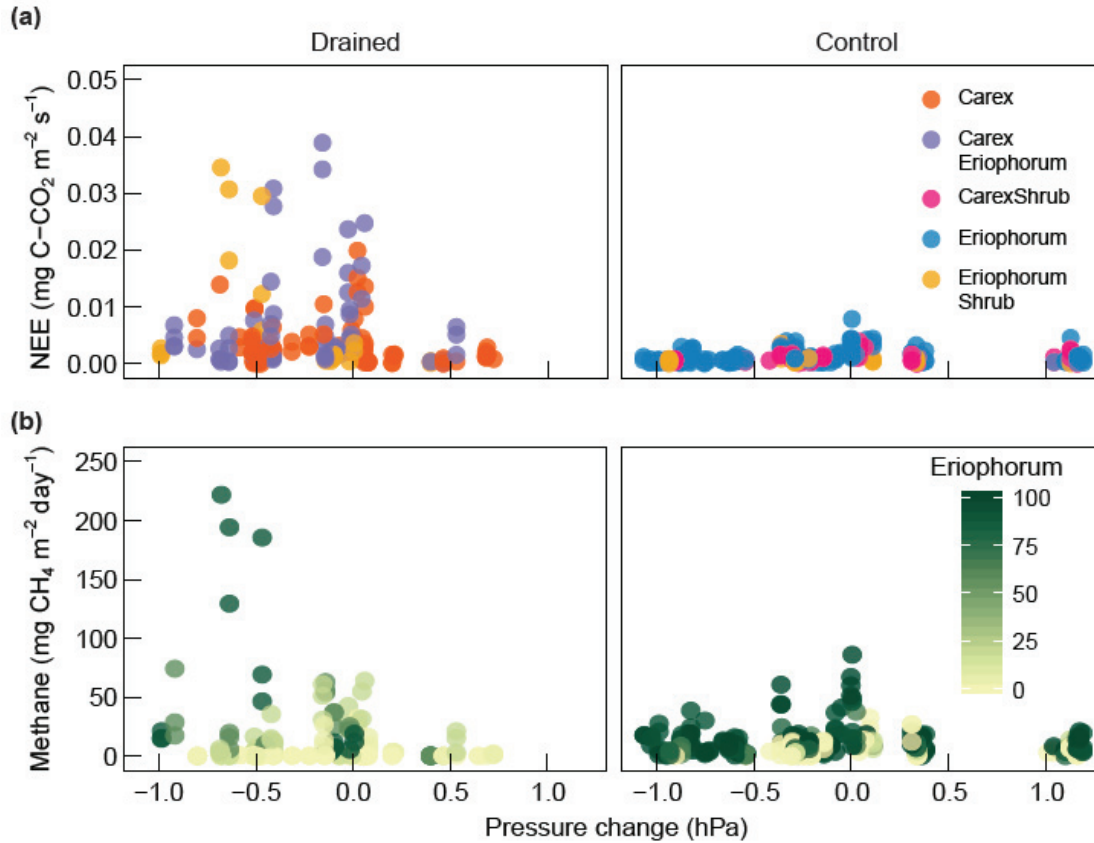 (a)
Drained
Control
NEE (mg C−CO₂ m⁻² s⁻¹)
0.05
0.04
0.03
0.02
0.01
0.00
Carex
Carex
Eriophorum
CarexShrub
Eriophorum
Eriophorum
Shrub
(b)
Methane (mg CH₄ m⁻² day⁻¹)
250
200
150
100
50
0
Eriophorum
100
75
50
25
0
−1.0 −0.5 0.0 0.5 1.0
−1.0 −0.5 0.0 0.5 1.0
Pressure change (hPa)